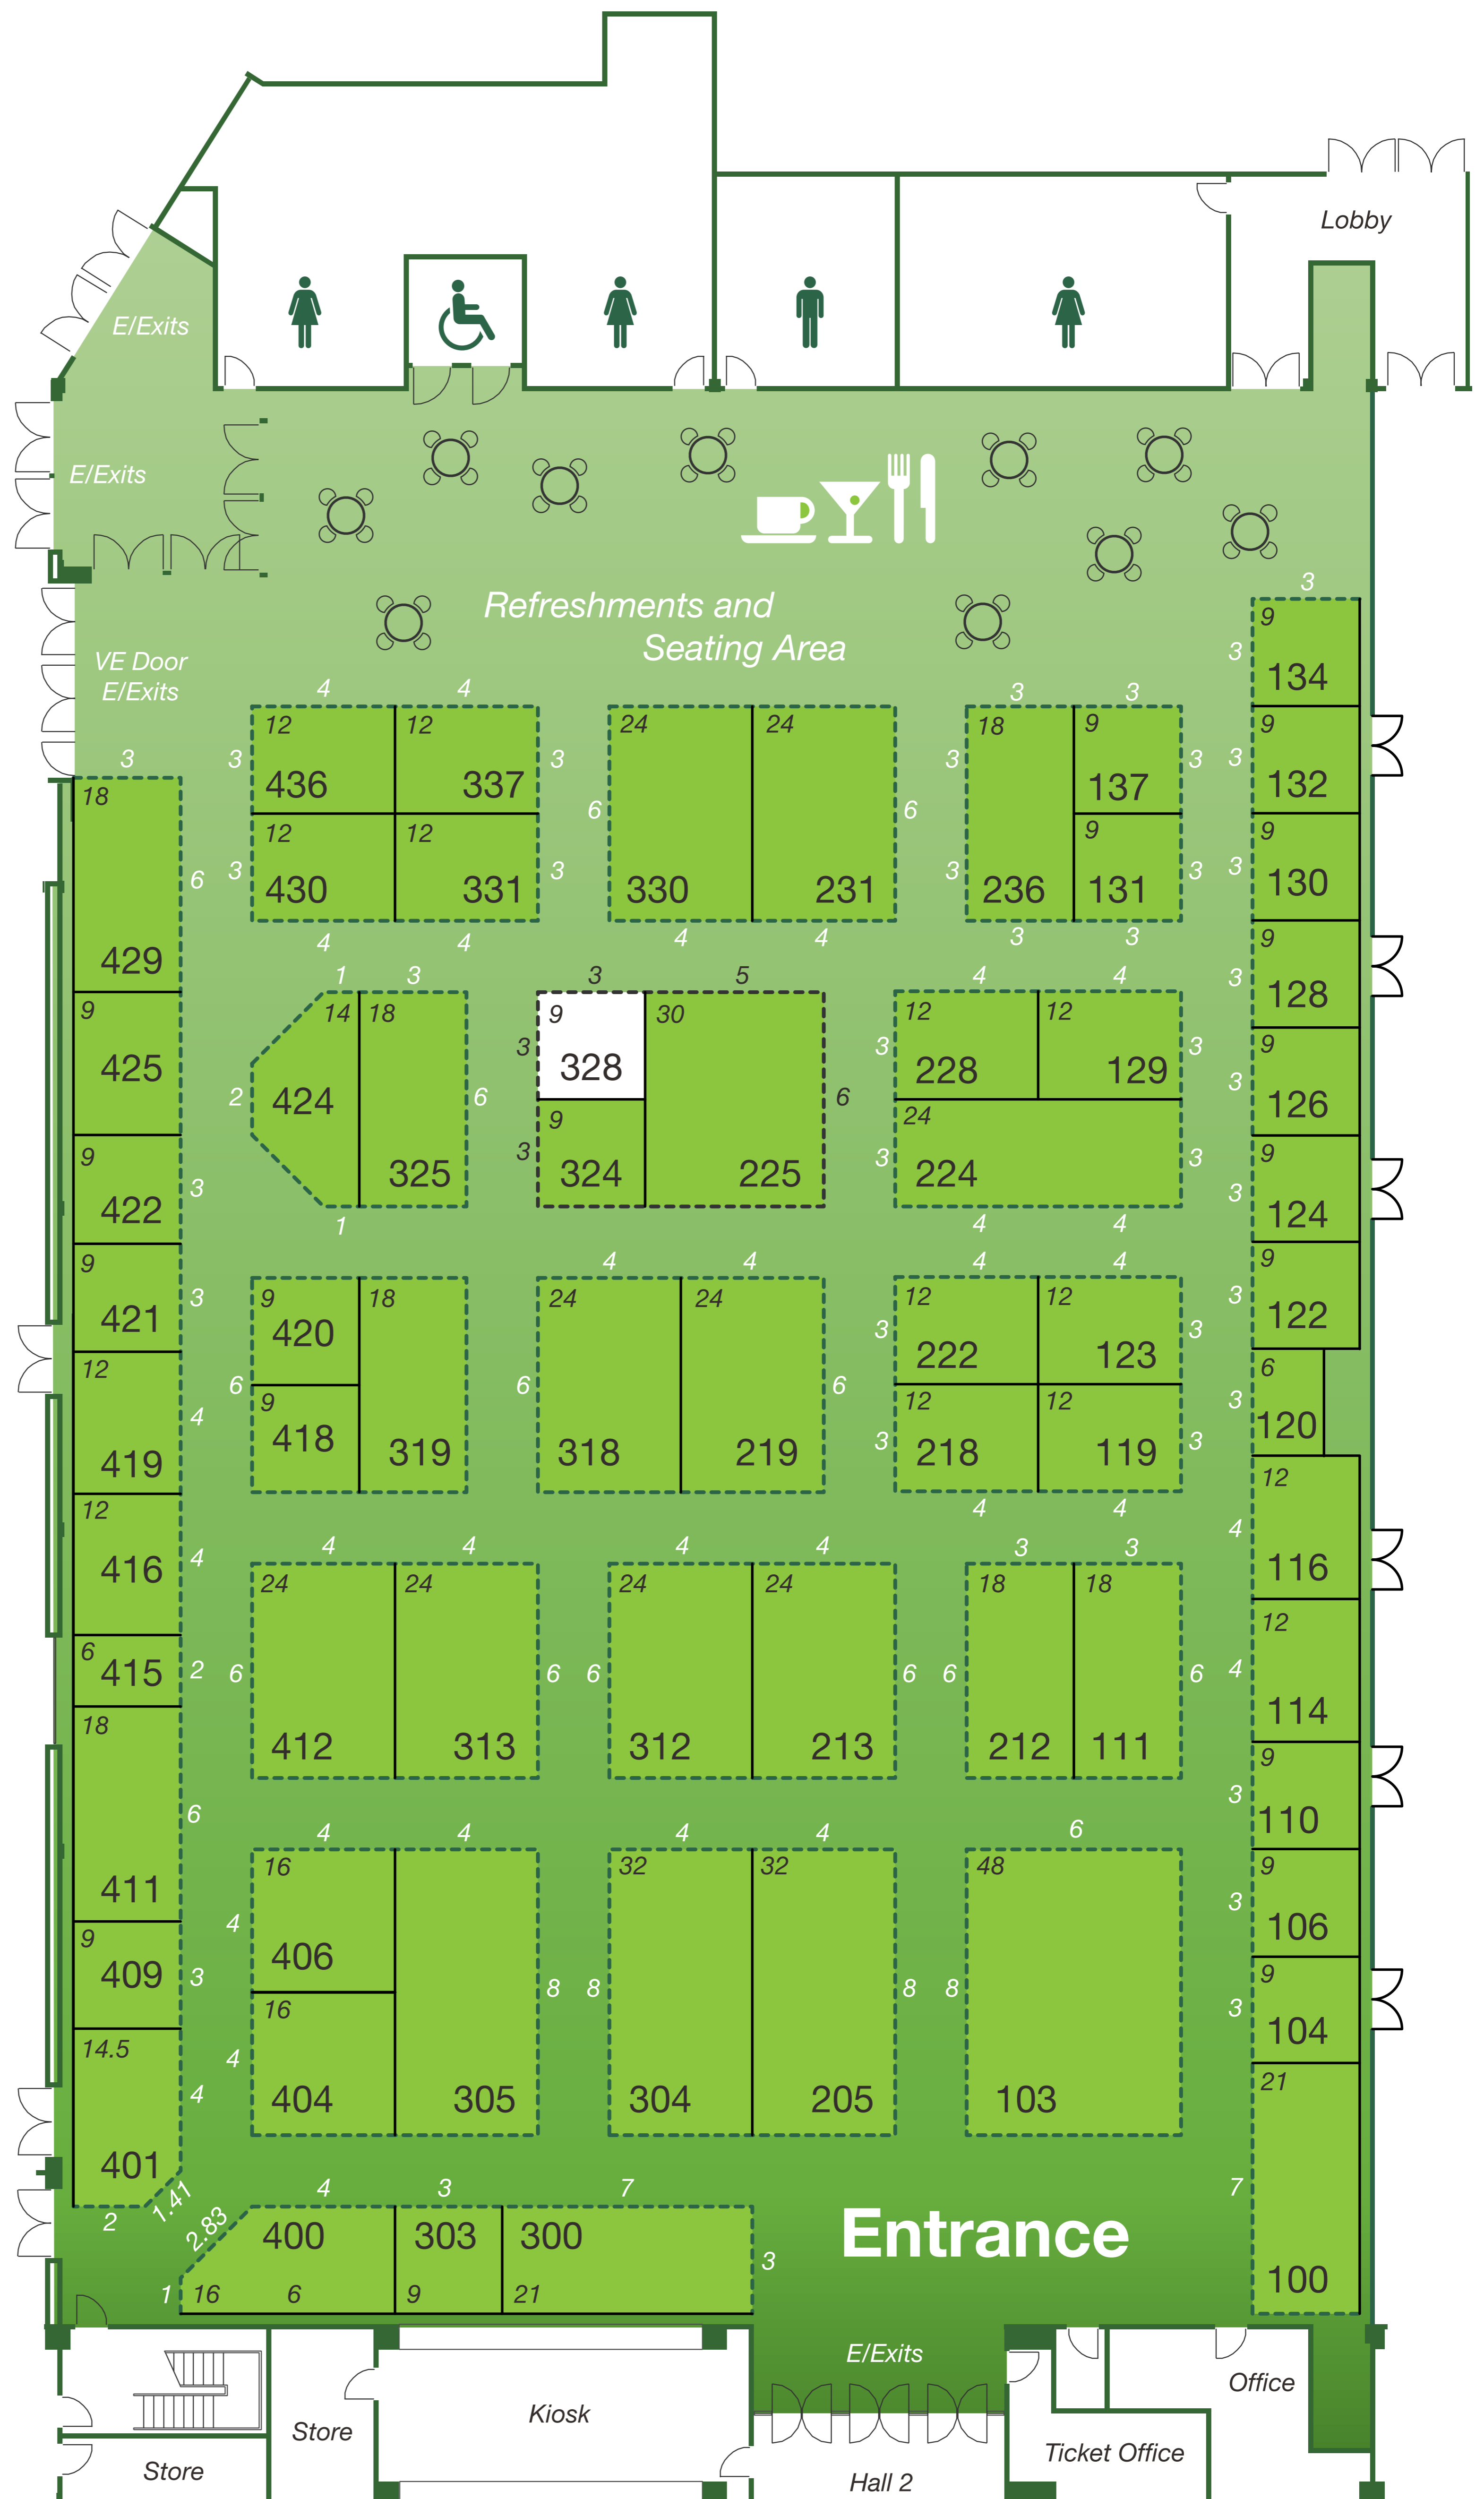 Lobby
E/Exits
E/Exits
Refreshments and
Seating Area
VE Door
E/Exits
3
9
3
134
4 4 3 3
12 12 24 24 18 9 9
3 3 3 3 3
436 337 137 132
6 6
3
18
12 12 9 9
3 3 3 3 3
430 331 330 231 236 131 130
6
4 4 4 4 3 3
429
9
1 3 3 5 4 4 3
128
9 14 18 9 30 12 12
3 3 3
425 328 228 129
9
2 424 6 6 3 126
9 9 24
3 3 3 3
422 325 324 225 224
9
3 124
1 4 4
3
4 4 4 4
9 9 18 24 24 12 12 9
3 421 420 3 3 3 122
222 123
12 6 6 6 6
9 12 12 3
4 418 3 3 120
419 319 318 219 218 119
12 12
4 4
4 4 4 4 3 3 4
4 24 24 24 24 18 18
416 116
12
6 2 6 6 6 6 6 6 4
415
18 114
412 313 312 213 212 111
9
3
110
6 4 4 4 4 6
16 32 32 48 9
411 3
4 106
9 406
3 8 8 8 8 9
409 16 3
104
14.5 4
4 21
404 305 304 205 103
401
1.41
2 2.83
4 3 7 7
400 303 300 Entrance
3
1 16 6 9 21 100
E/Exits
Office
Kiosk
Store Ticket Office
Store Hall 2